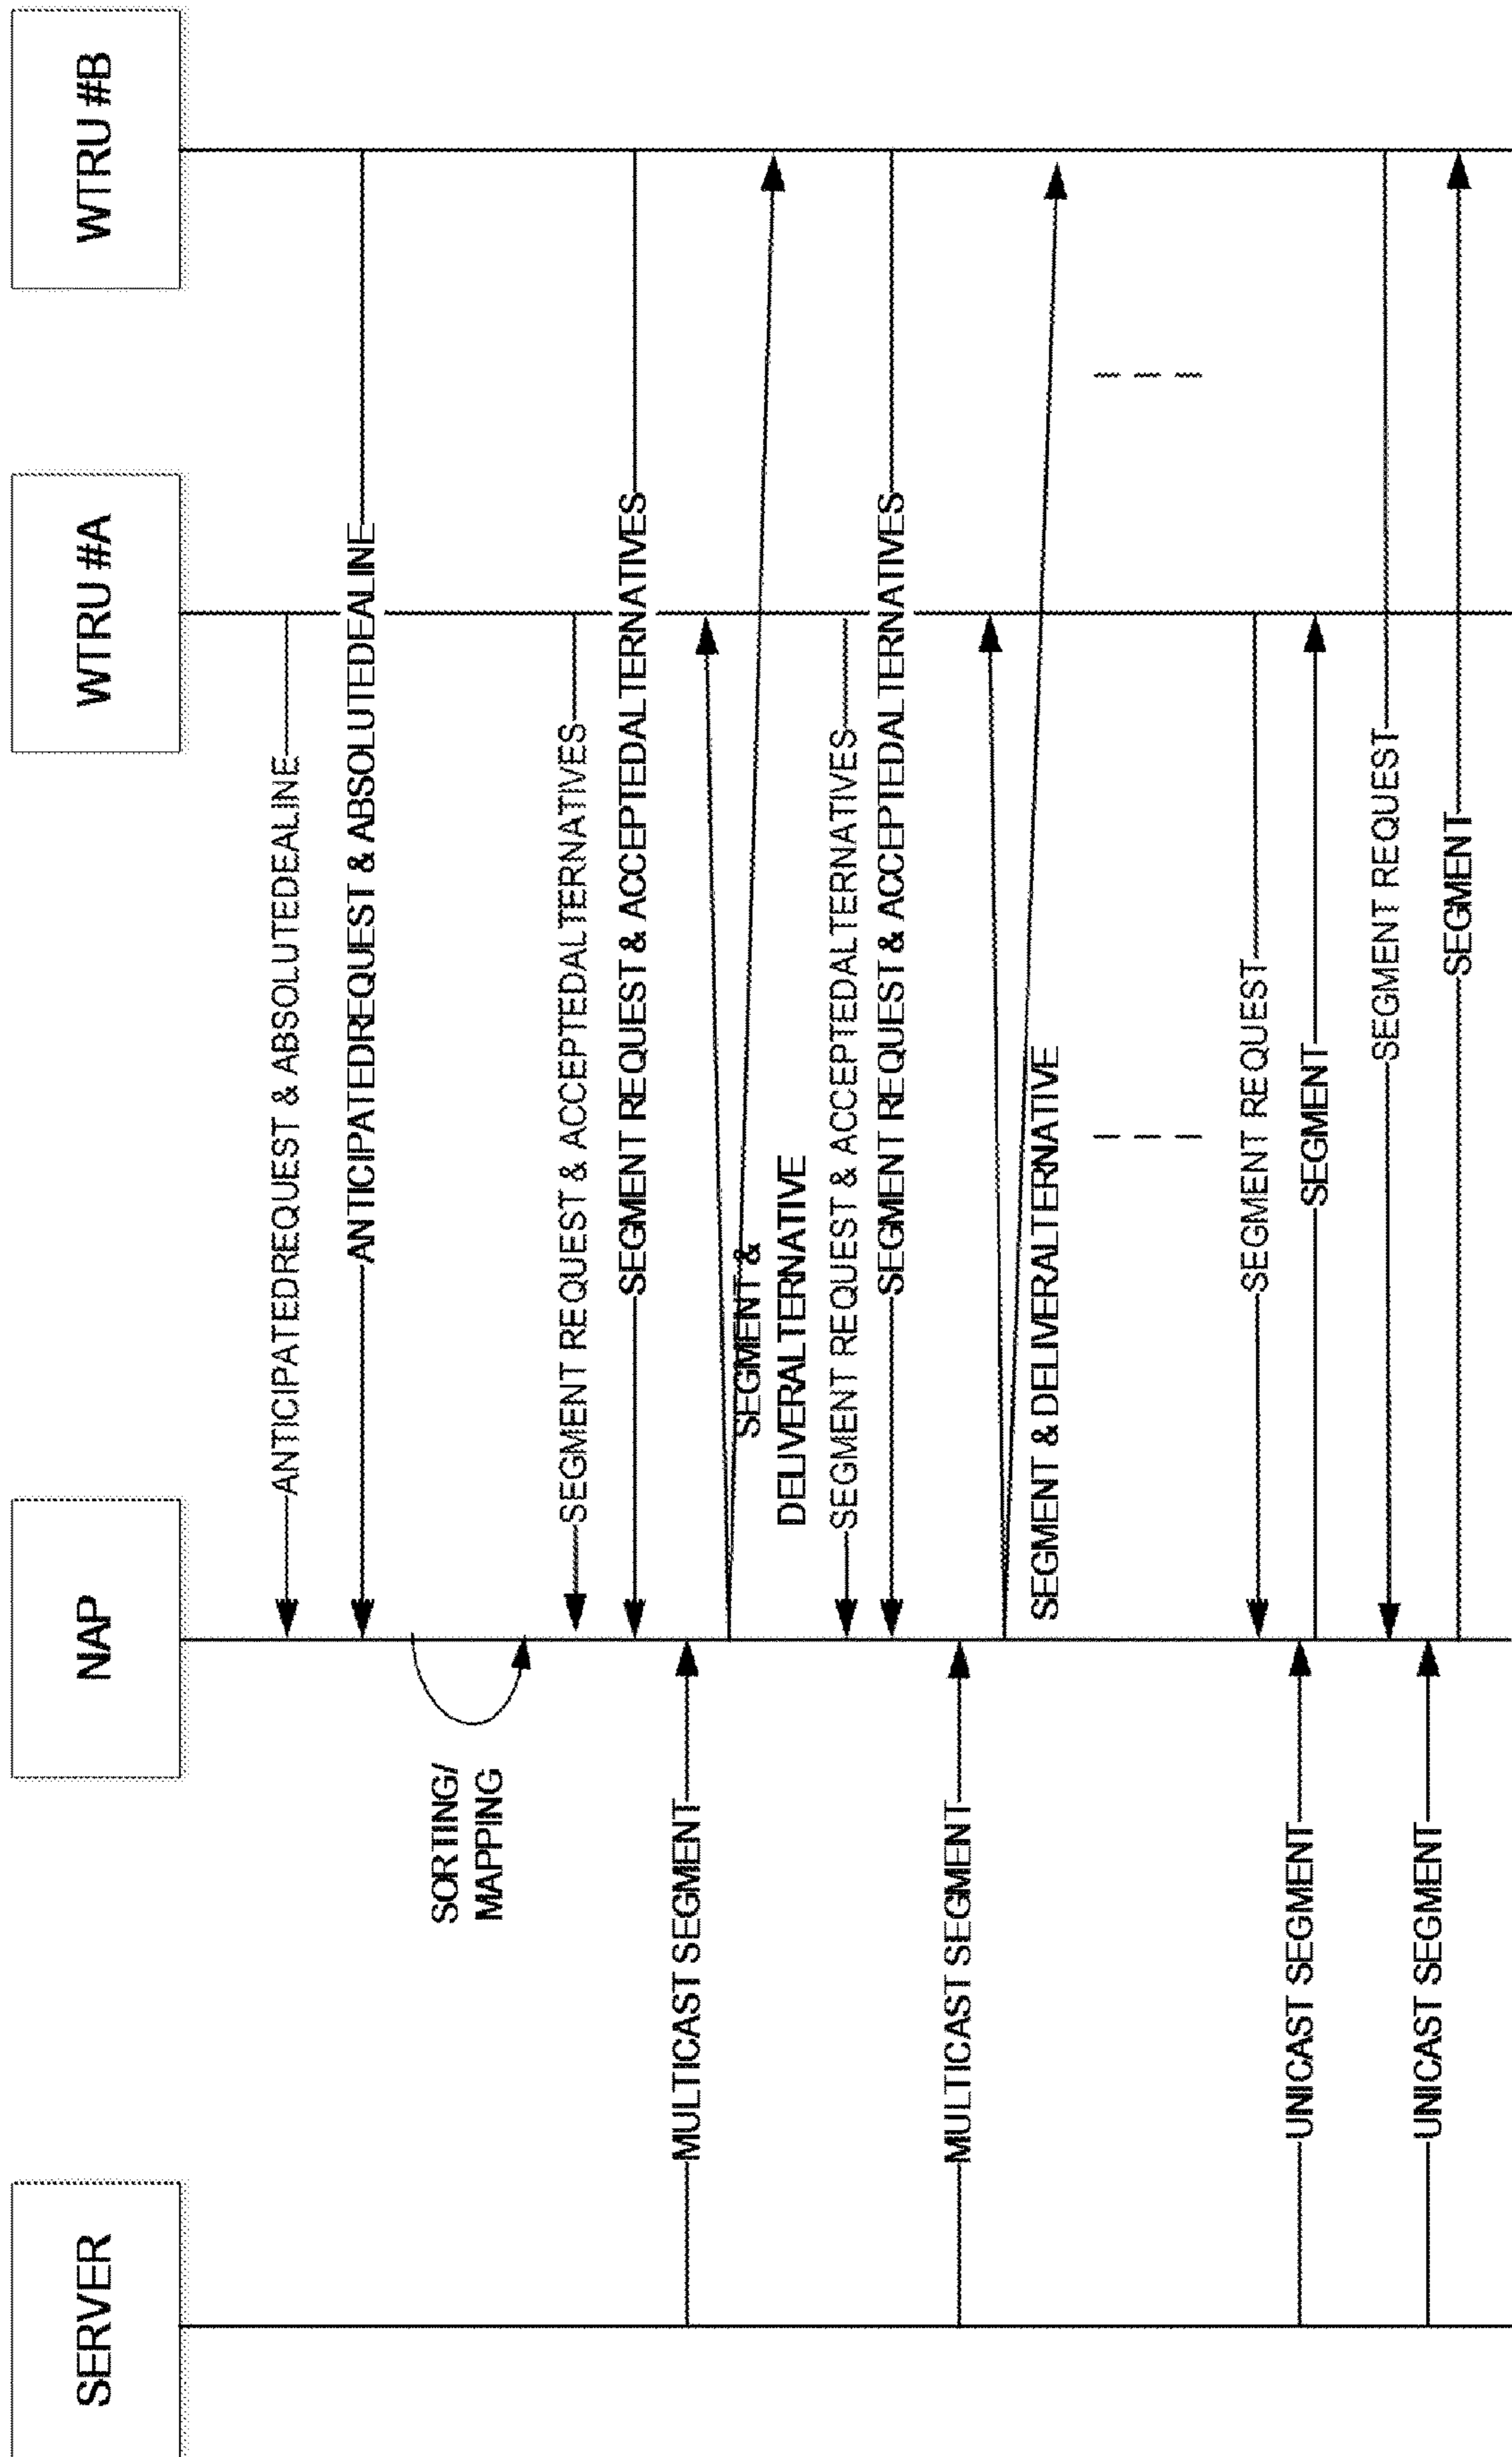 SERVER
NAP
WTRU #A
WTRU #B
ANTICIPATEDREQUEST & ABSOLUTEDEALINE
ANTICIPATEDREQUEST & ABSOLUTEDEALINE
SORTING/
MAPPING
SEGMENT REQUEST & ACCEPTEDALTERNATIVES
SEGMENT REQUEST & ACCEPTEDALTERNATIVES
MULTICAST SEGMENT
SEGMENT &
DELIVERALTERNATIVE
SEGMENT REQUEST & ACCEPTEDALTERNATIVES
SEGMENT REQUEST & ACCEPTEDALTERNATIVES
MULTICAST SEGMENT
SEGMENT & DELIVERALTERNATIVE
SEGMENT REQUEST
UNICAST SEGMENT
SEGMENT
SEGMENT REQUEST
UNICAST SEGMENT
SEGMENT